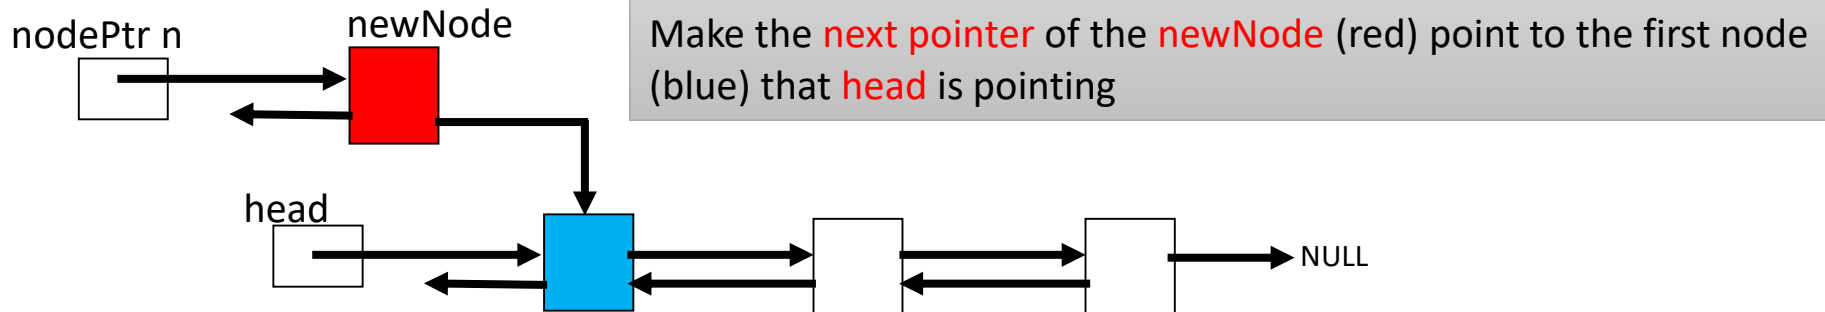 nodePtr n
newNode
Make the next pointer of the newNode (red) point to the first node
(blue) that head is pointing
head
NULL